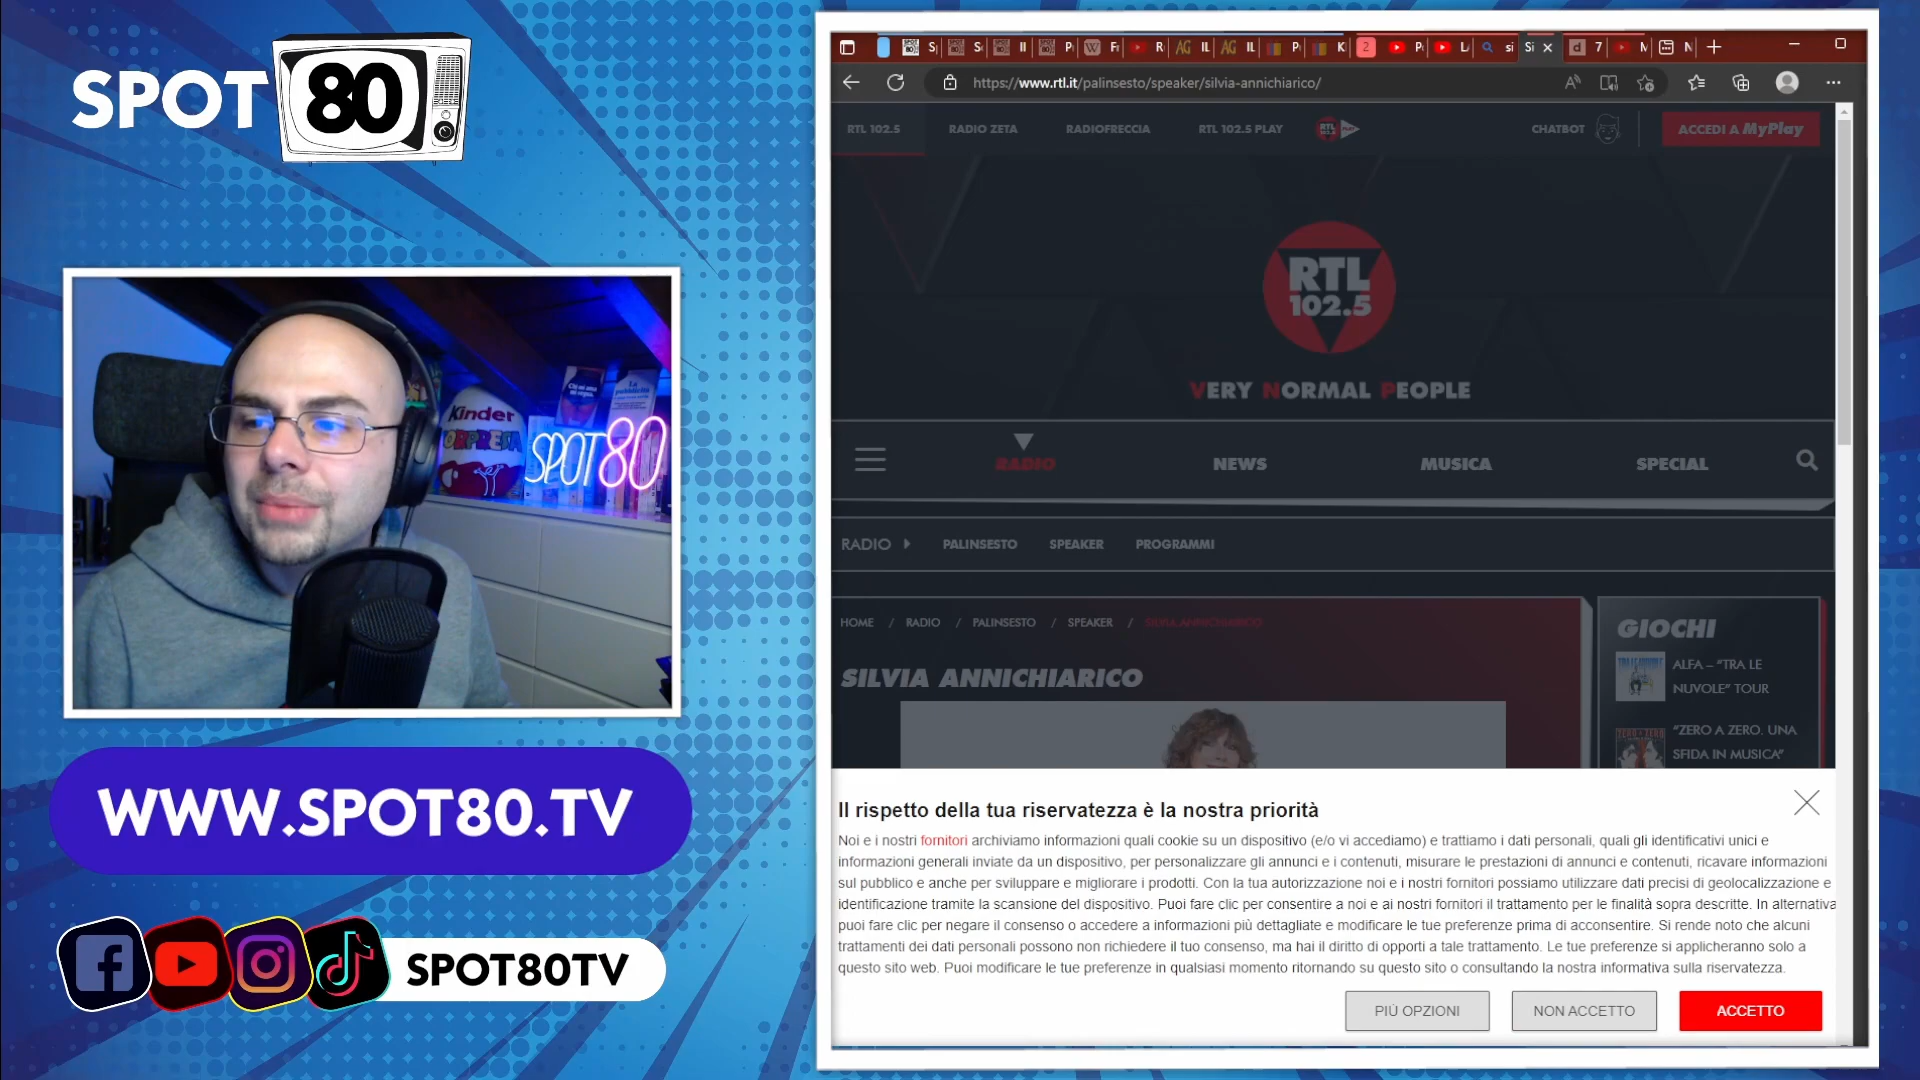 SPOT 80
Kinder
SORPRESA
SPOT80
WWW.SPOT80.TV
SPOT80TV
https://www.rtl.it/palinsesto/speaker/silvia-annichiarico/
RTL 102.5
RADIO ZETA
RADIOFRECCIA
RTL 102.5 PLAY
CHATBOT
ACCEDI A MyPlay
RTL
102.5
VERY NORMAL PEOPLE
RADIO
NEWS
MUSICA
SPECIAL
RADIO
PALINSESTO
SPEAKER
PROGRAMMI
HOME / RADIO / PALINSESTO / SPEAKER / SILVIA ANNICHIARICO
SILVIA ANNICHIARICO
GIOCHI
ALFA – “TRA LE
NUVOLE” TOUR
“ZERO A ZERO. UNA
SFIDA IN MUSICA”
Il rispetto della tua riservatezza è la nostra priorità
Noi e i nostri fornitori archiviamo informazioni quali cookie su un dispositivo (e/o vi accediamo) e trattiamo i dati personali, quali gli identificativi unici e
informazioni generali inviate da un dispositivo, per personalizzare gli annunci e i contenuti, misurare le prestazioni di annunci e contenuti, ricavare informazioni
sul pubblico e anche per sviluppare e migliorare i prodotti. Con la tua autorizzazione noi e i nostri fornitori possiamo utilizzare dati precisi di geolocalizzazione e
identificazione tramite la scansione del dispositivo. Puoi fare clic per consentire a noi e ai nostri fornitori il trattamento per le finalità sopra descritte. In alternativa
puoi fare clic per negare il consenso o accedere a informazioni più dettagliate e modificare le tue preferenze prima di acconsentire. Si rende noto che alcuni
trattamenti dei dati personali possono non richiedere il tuo consenso, ma hai il diritto di opporti a tale trattamento. Le tue preferenze si applicheranno solo a
questo sito web. Puoi modificare le tue preferenze in qualsiasi momento ritornando su questo sito o consultando la nostra informativa sulla riservatezza.
PIÙ OPZIONI
NON ACCETTO
ACCETTO